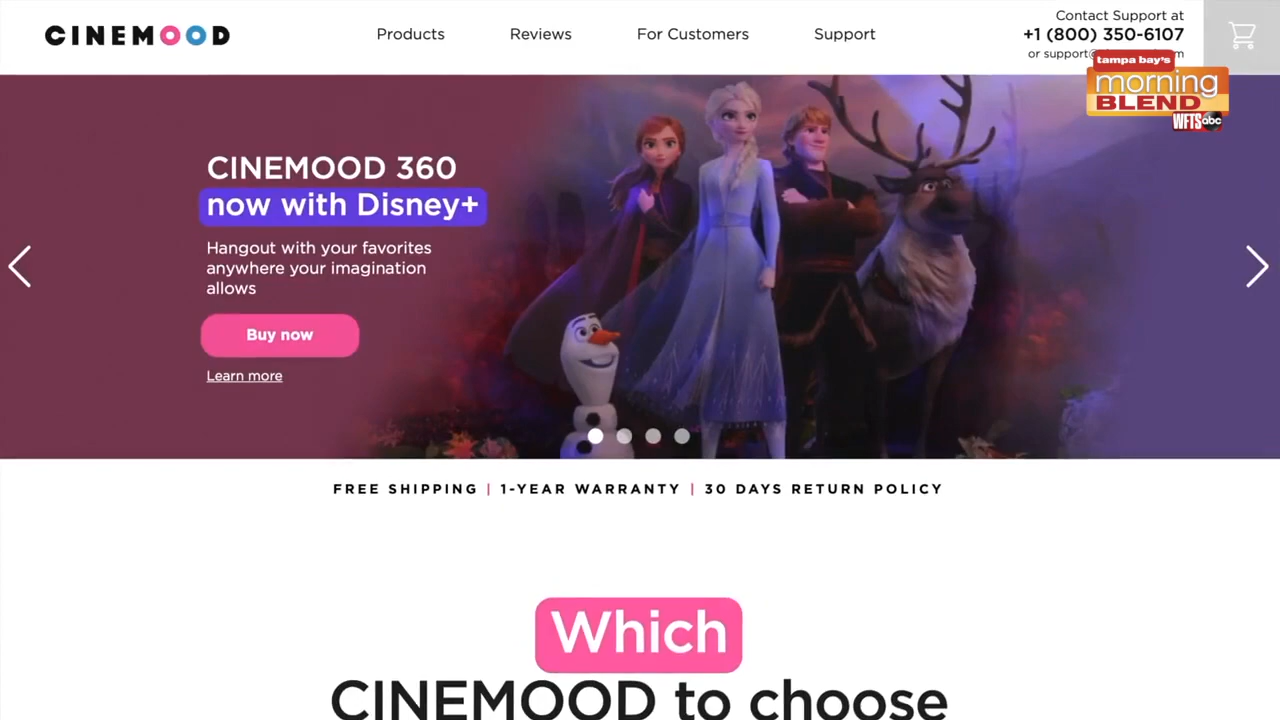 CINEMOOD
Products
Reviews
For Customers
Support
Contact Support at
+1 (800) 350-6107
or support@
tampa bay's
morning
BLEND
WFTS abc
CINEMOOD 360
now with Disney+
Hangout with your favorites
anywhere your imagination
allows
Buy now
Learn more
FREE SHIPPING | 1-YEAR WARRANTY | 30 DAYS RETURN POLICY
Which
CINEMOOD to choose